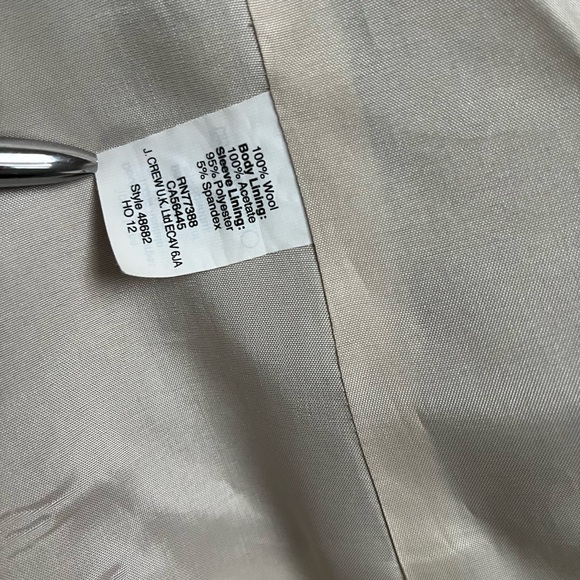 100% Wool
Body Lining:
100% Acetate
Sleeve Lining:
95% Polyester
5% Spandex
RN77388
CA56445
J. CREW U.K. Ltd EC4V 6JA
Style 48682
HO 12